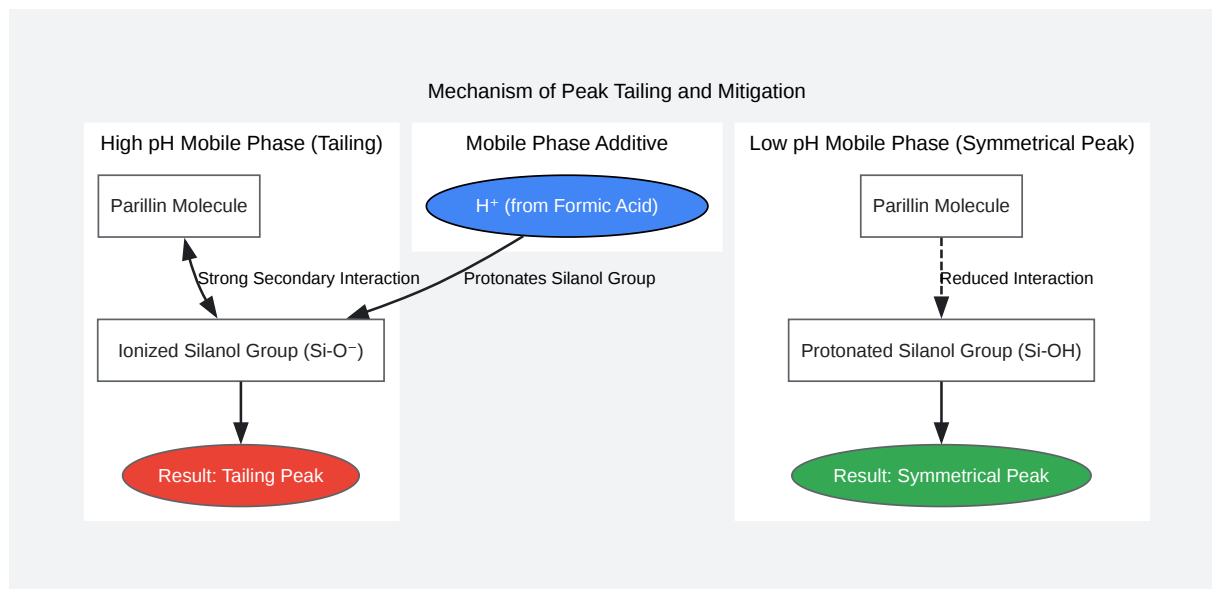 Mechanism of Peak Tailing and Mitigation
High pH Mobile Phase (Tailing)
Parillin Molecule
Strong Secondary Interaction
Ionized Silanol Group (Si-O⁻)
Result: Tailing Peak
Mobile Phase Additive
H⁺ (from Formic Acid)
Protonates Silanol Group
Low pH Mobile Phase (Symmetrical Peak)
Parillin Molecule
Reduced Interaction
Protonated Silanol Group (Si-OH)
Result: Symmetrical Peak